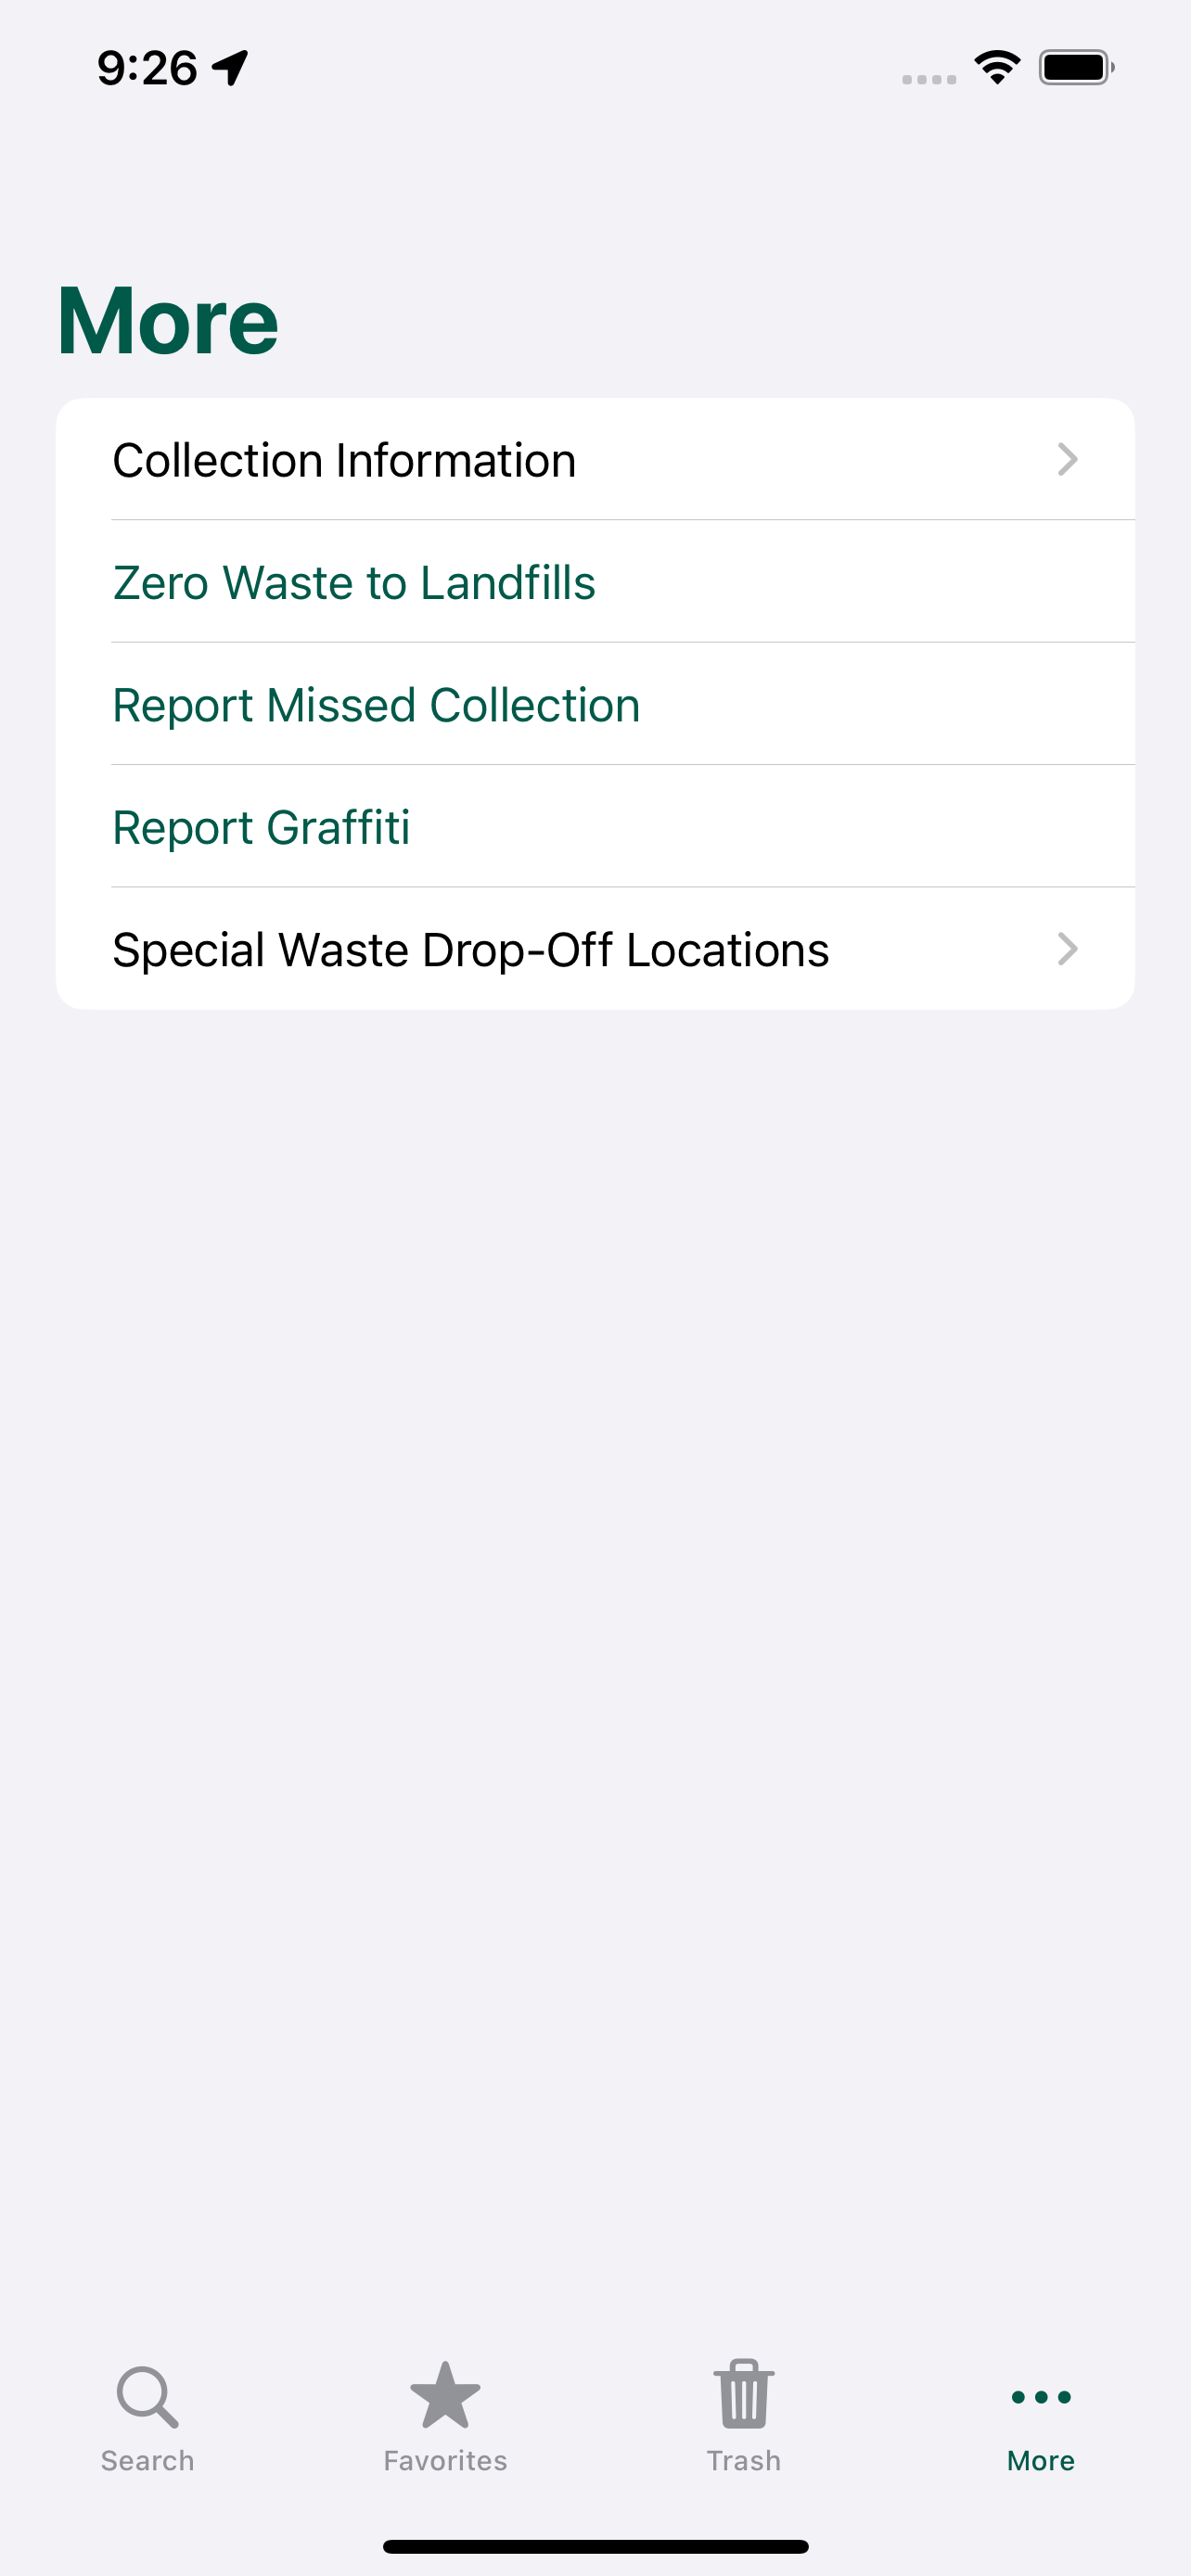 9:26
More
Collection Information
Zero Waste to Landfills
Report Missed Collection
Report Graffiti
Special Waste Drop-Off Locations
Search
Favorites
Trash
More